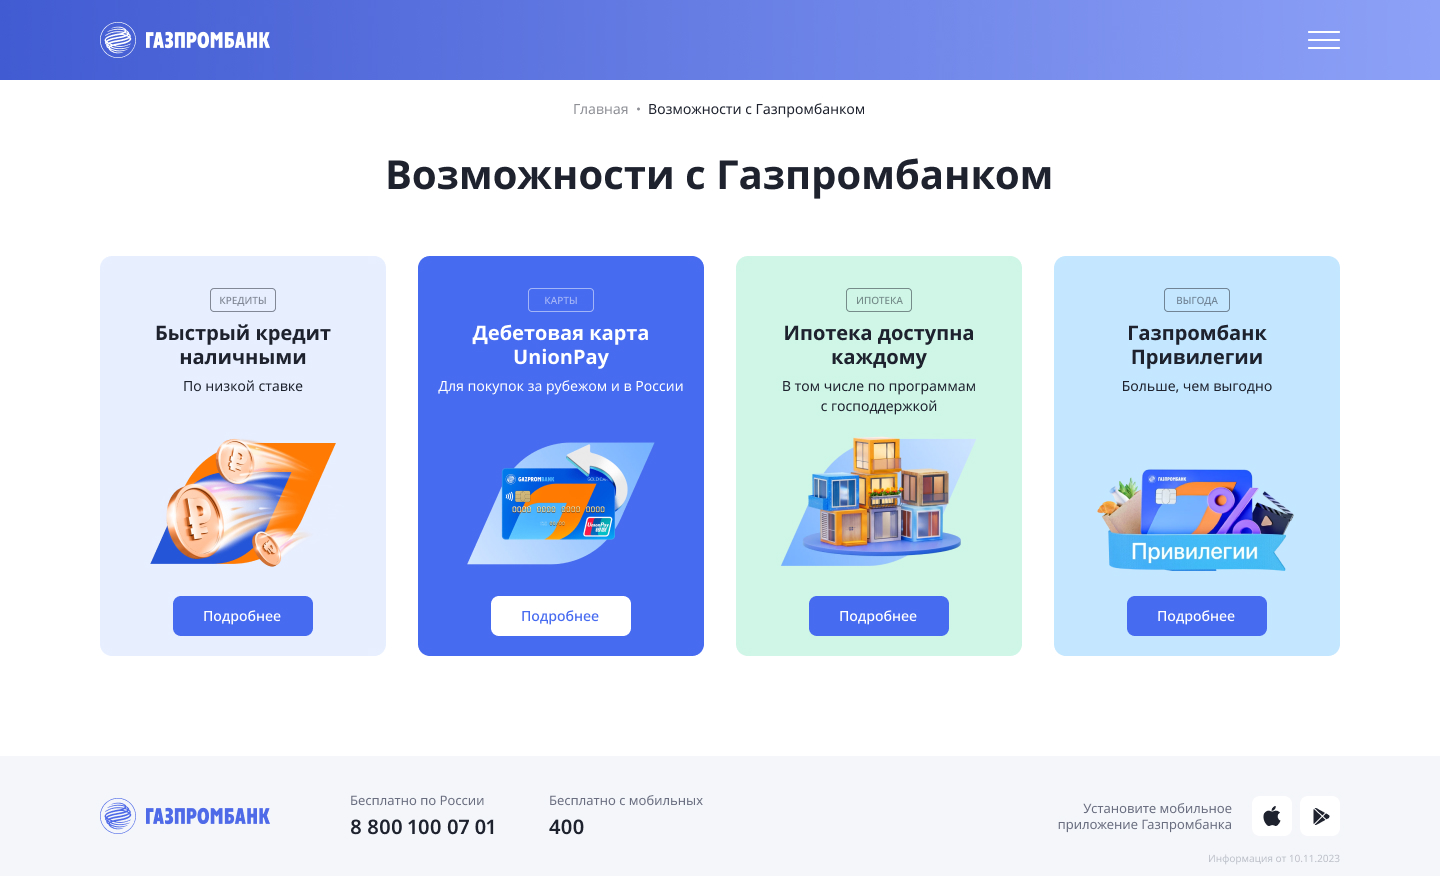 ГАЗПРОМБАНК
Главная • Возможности с Газпромбанком
Возможности с Газпромбанком
КРЕДИТЫ
Быстрый кредит
наличными
По низкой ставке
Подробнее
КАРТЫ
Дебетовая карта
UnionPay
Для покупок за рубежом и в России
GAZPROMBANK
0000 0000 0000 0000
UnionPay
Подробнее
ИПОТЕКА
Ипотека доступна
каждому
В том числе по программам
с господдержкой
Подробнее
ВЫГОДА
Газпромбанк
Привилегии
Больше, чем выгодно
ГАЗПРОМБАНК
%
Привилегии
Подробнее
ГАЗПРОМБАНК
Бесплатно по России
8 800 100 07 01
Бесплатно с мобильных
400
Установите мобильное
приложение Газпромбанка
Информация от 10.11.2023